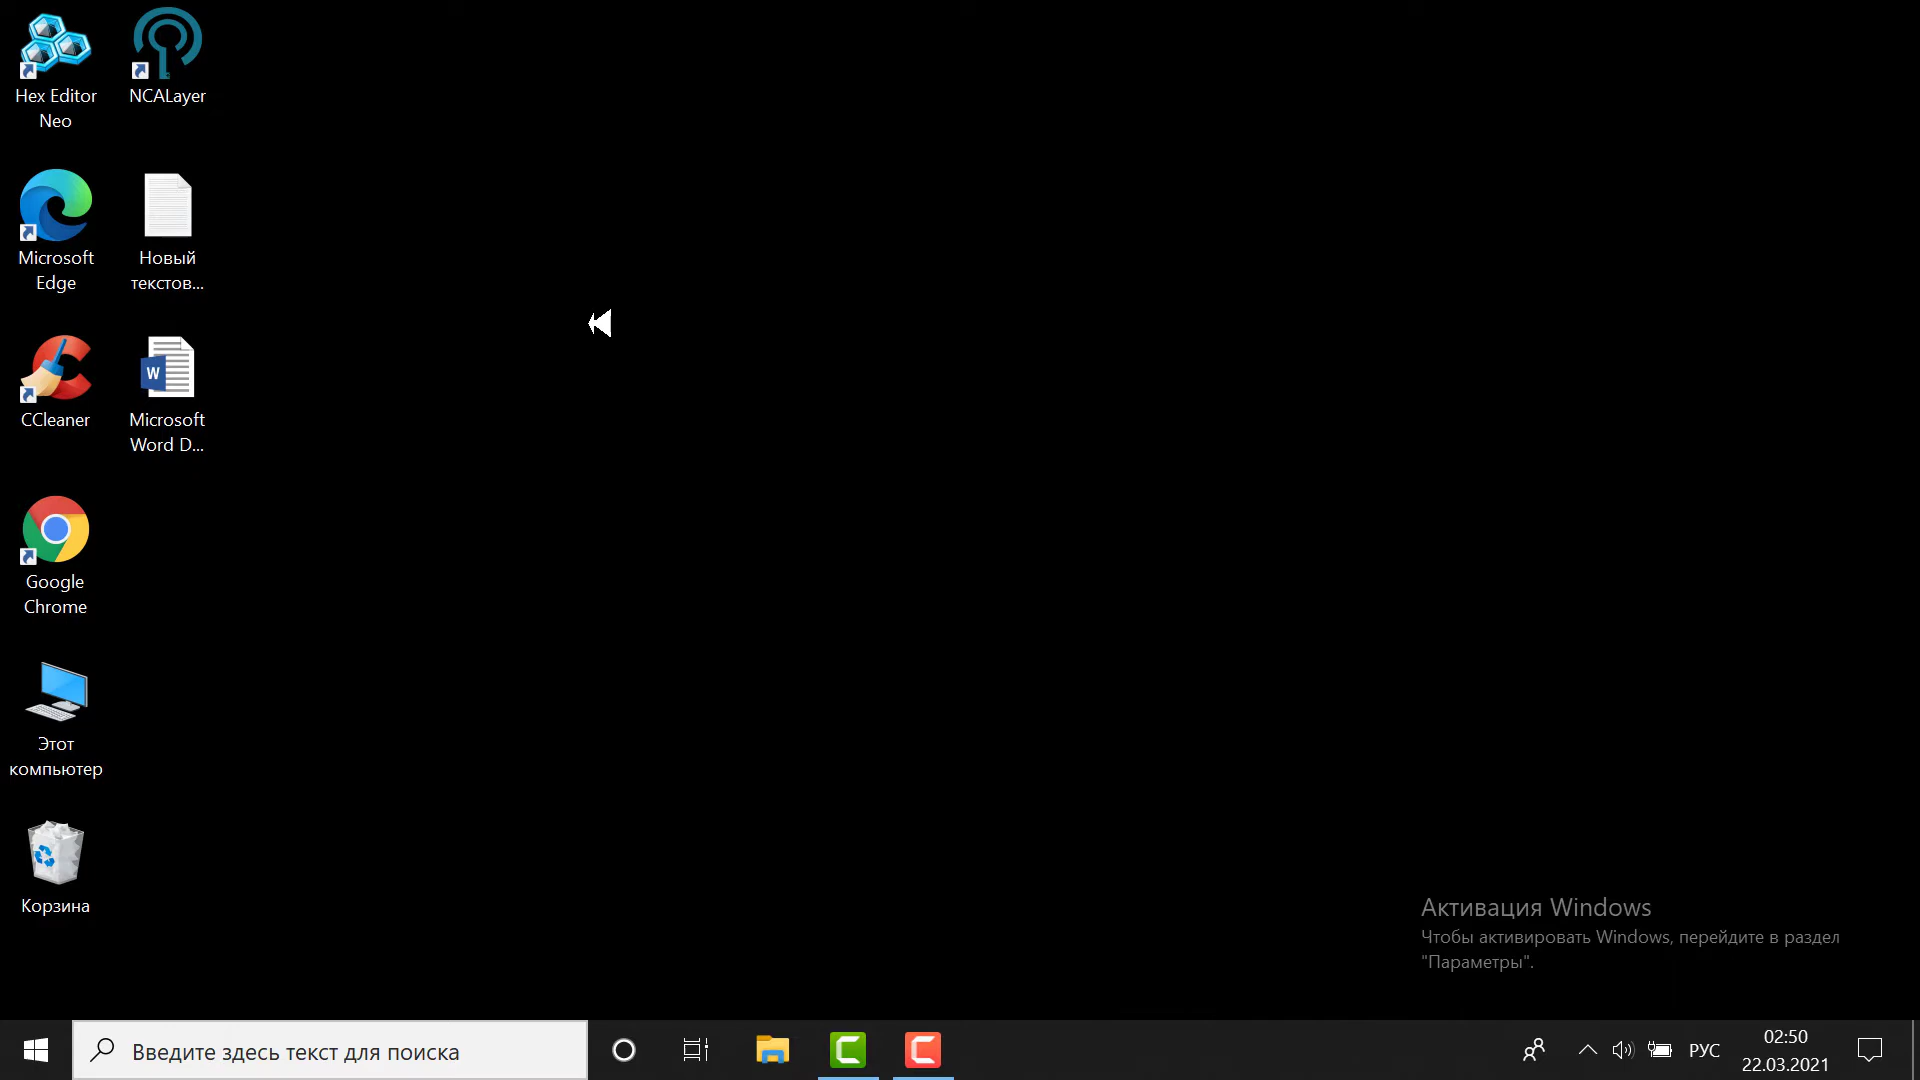 Hex Editor
Neo
NCALayer
Microsoft
Edge
Новый
текстов...
CCleaner
W
Microsoft
Word D...
Google
Chrome
Этот
компьютер
Корзина
Активация Windows
Чтобы активировать Windows, перейдите в раздел
"Параметры".
Введите здесь текст для поиска
РУС
02:50
22.03.2021